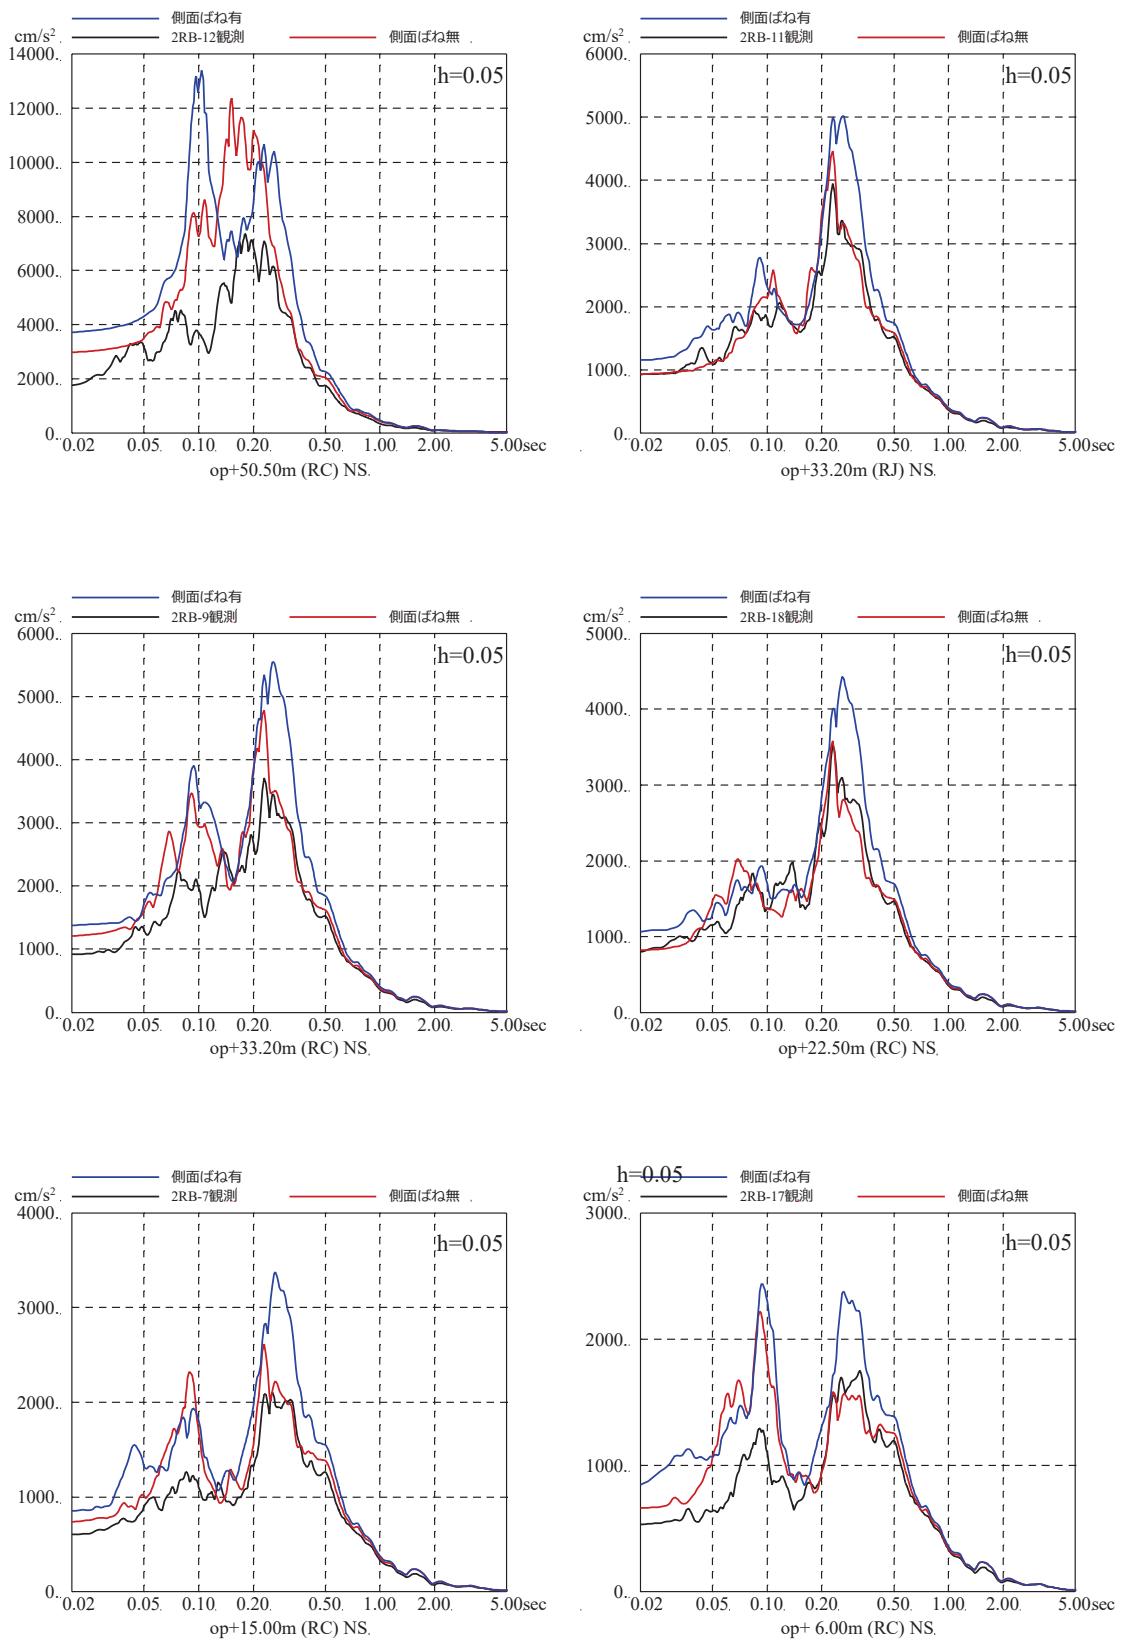 側面ばね有
cm/s2
2RB-12観測 側面ばね無
14000.
h=0.05
12000.
10000.
8000.
6000.
4000.
2000.
0.
0.02 0.05 0.10 0.20 0.50 1.00 2.00 5.00sec
op+50.50m (RC) NS
側面ばね有
cm/s2
2RB-11観測 側面ばね無
6000.
h=0.05
5000.
4000.
3000.
2000.
1000.
0.
0.02 0.05 0.10 0.20 0.50 1.00 2.00 5.00sec
op+33.20m (RJ) NS
側面ばね有
cm/s2
2RB-9観測 側面ばね無
6000.
h=0.05
5000.
4000.
3000.
2000.
1000.
0.
0.02 0.05 0.10 0.20 0.50 1.00 2.00 5.00sec
op+33.20m (RC) NS
側面ばね有
cm/s2
2RB-18観測 側面ばね無
5000.
h=0.05
4000.
3000.
2000.
1000.
0.
0.02 0.05 0.10 0.20 0.50 1.00 2.00 5.00sec
op+22.50m (RC) NS
側面ばね有
cm/s2
2RB-7観測 側面ばね無
4000.
h=0.05
3000.
2000.
1000.
0.
0.02 0.05 0.10 0.20 0.50 1.00 2.00 5.00sec
op+15.00m (RC) NS
h=0.05 側面ばね有
cm/s2
2RB-17観測 側面ばね無
3000.
h=0.05
2000.
1000.
0.
0.02 0.05 0.10 0.20 0.50 1.00 2.00 5.00sec
op+ 6.00m (RC) NS